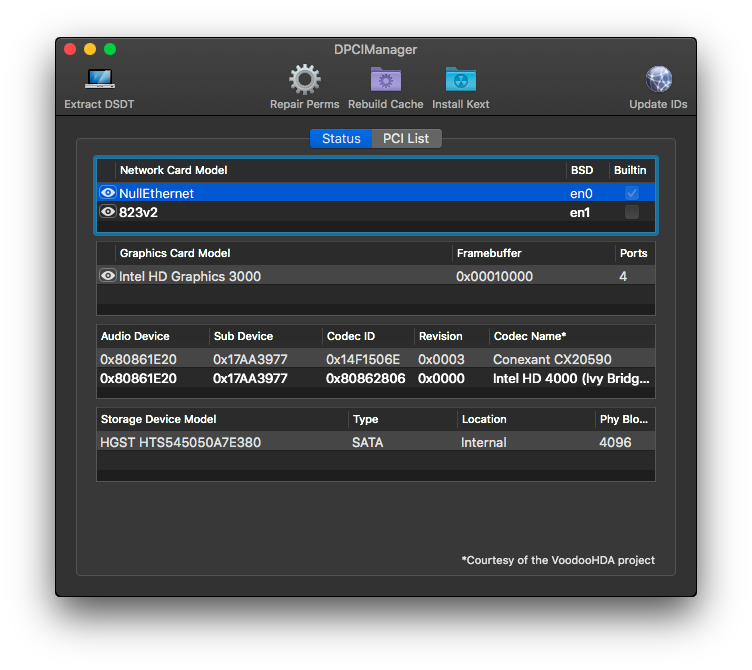 DPCIManager
Extract DSDT Repair Perms Rebuild Cache Install Kext Update IDs
Status PCI List
Network Card Model BSD Builtin
NullEthernet en0
823v2 en1
Graphics Card Model Framebuffer Ports
Intel HD Graphics 3000 0x00010000 4
Audio Device Sub Device Codec ID Revision Codec Name*
0x80861E20 0x17AA3977 0x14F1506E 0x0003 Conexant CX20590
0x80861E20 0x17AA3977 0x80862806 0x0000 Intel HD 4000 (Ivy Bridg...
Storage Device Model Type Location Phy Blo...
HGST HTS545050A7E380 SATA Internal 4096
*Courtesy of the VoodooHDA project